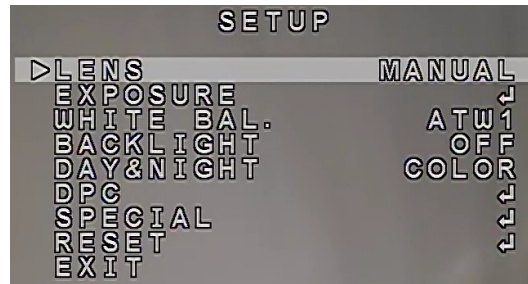 SETUP
▷LENS MANUAL
EXPOSURE ↵
WHITE BAL. ATW1
BACKLIGHT OFF
DAY&NIGHT COLOR
DPC ↵
SPECIAL ↵
RESET ↵
EXIT